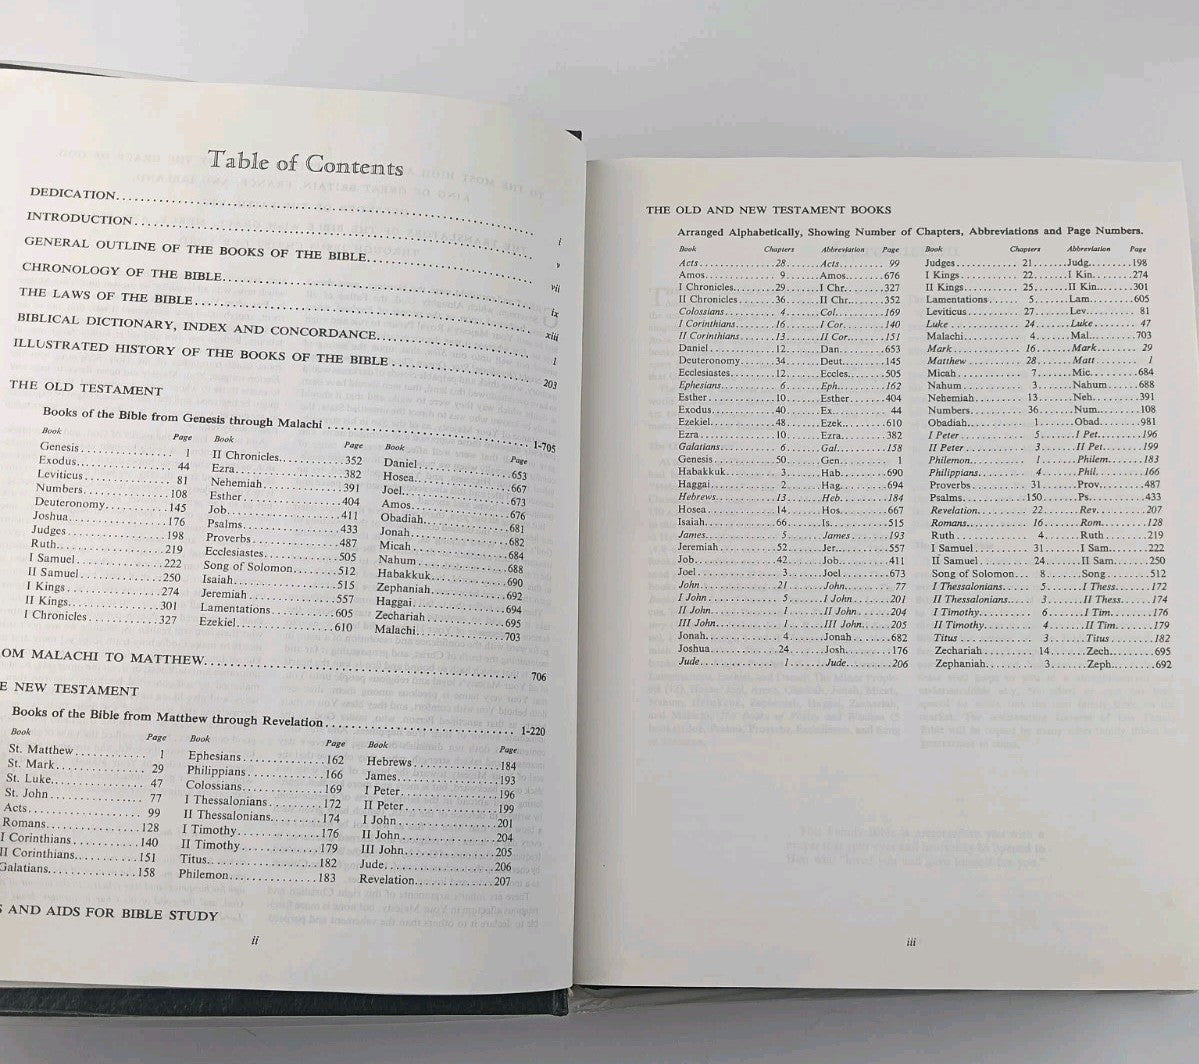 Table of Contents
DEDICATION
INTRODUCTION i
GENERAL OUTLINE OF THE BOOKS OF THE BIBLE v
CHRONOLOGY OF THE BIBLE vii
THE LAWS OF THE BIBLE ix
BIBLICAL DICTIONARY, INDEX AND CONCORDANCE xiii
ILLUSTRATED HISTORY OF THE BOOKS OF THE BIBLE 1
203
THE OLD TESTAMENT
Books of the Bible from Genesis through Malachi 1-705
Book Page
Genesis 1
Exodus 44
Leviticus 81
Numbers 108
Deuteronomy 145
Joshua 176
Judges 198
Ruth 219
I Samuel 222
II Samuel 250
I Kings 274
II Kings 301
I Chronicles 327
Book Page
II Chronicles 352
Ezra 382
Nehemiah 391
Esther 404
Job 411
Psalms 433
Proverbs 487
Ecclesiastes 505
Song of Solomon 512
Isaiah 515
Jeremiah 557
Lamentations 605
Ezekiel 610
Book Page
Daniel 653
Hosea 667
Joel 673
Amos 676
Obadiah 681
Jonah 682
Micah 684
Nahum 688
Habakkuk 690
Zephaniah 692
Haggai 694
Zechariah 695
Malachi 703
OM MALACHI TO MATTHEW 706
E NEW TESTAMENT
Books of the Bible from Matthew through Revelation 1-220
Book Page
St. Matthew 1
St. Mark 29
St. Luke 47
St. John 77
Acts 99
Romans 128
I Corinthians 140
II Corinthians 151
Galatians 158
Book Page
Ephesians 162
Philippians 166
Colossians 169
I Thessalonians 172
II Thessalonians 174
I Timothy 176
II Timothy 179
Titus 182
Philemon 183
Book Page
Hebrews 184
James 193
I Peter 196
II Peter 199
I John 201
II John 204
III John 205
Jude 206
Revelation 207
S AND AIDS FOR BIBLE STUDY
ii
THE OLD AND NEW TESTAMENT BOOKS
Arranged Alphabetically, Showing Number of Chapters, Abbreviations and Page Numbers.
Book Chapters Abbreviation Page
Acts 28 Acts 99
Amos 9 Amos 676
I Chronicles 29 I Chr. 327
II Chronicles 36 II Chr. 352
Colossians 4 Col. 169
I Corinthians 16 I Cor. 140
II Corinthians 13 II Cor. 151
Daniel 12 Dan. 653
Deuteronomy 34 Deut. 145
Ecclesiastes 12 Eccles. 505
Ephesians 6 Eph. 162
Esther 10 Esther 404
Exodus 40 Ex. 44
Ezekiel 48 Ezek. 610
Ezra 10 Ezra 382
Galatians 6 Gal. 158
Genesis 50 Gen. 1
Habakkuk 3 Hab. 690
Haggai 2 Hag. 694
Hebrews 13 Heb. 184
Hosea 14 Hos. 667
Isaiah 66 Is. 515
James 5 James 193
Jeremiah 52 Jer. 557
Job 42 Job 411
Joel 3 Joel 673
John 21 John 77
I John 5 I John 201
II John 1 II John 204
III John 1 III John 205
Jonah 4 Jonah 682
Joshua 24 Josh. 176
Jude 1 Jude 206
Book Chapters Abbreviation Page
Judges 21 Judg. 198
I Kings 22 I Kin. 274
II Kings 25 II Kin. 301
Lamentations 5 Lam. 605
Leviticus 27 Lev. 81
Luke 24 Luke 47
Malachi 4 Mal. 703
Mark 16 Mark 29
Matthew 28 Matt 1
Micah 7 Mic. 684
Nahum 3 Nahum 688
Nehemiah 13 Neh. 391
Numbers 36 Num. 108
Obadiah 1 Obad. 981
I Peter 5 I Pet. 196
II Peter 3 II Pet. 199
Philemon 1 Philem. 183
Philippians 4 Phil. 166
Proverbs 31 Prov. 487
Psalms 150 Ps. 433
Revelation 22 Rev. 207
Romans 16 Rom. 128
Ruth 4 Ruth 219
I Samuel 31 I Sam. 222
II Samuel 24 II Sam. 250
Song of Solomon 8 Song 512
I Thessalonians 5 I Thess. 172
II Thessalonians 3 II Thess. 174
I Timothy 6 I Tim. 176
II Timothy 4 II Tim. 179
Titus 3 Titus 182
Zechariah 14 Zech. 695
Zephaniah 3 Zeph. 692
iii